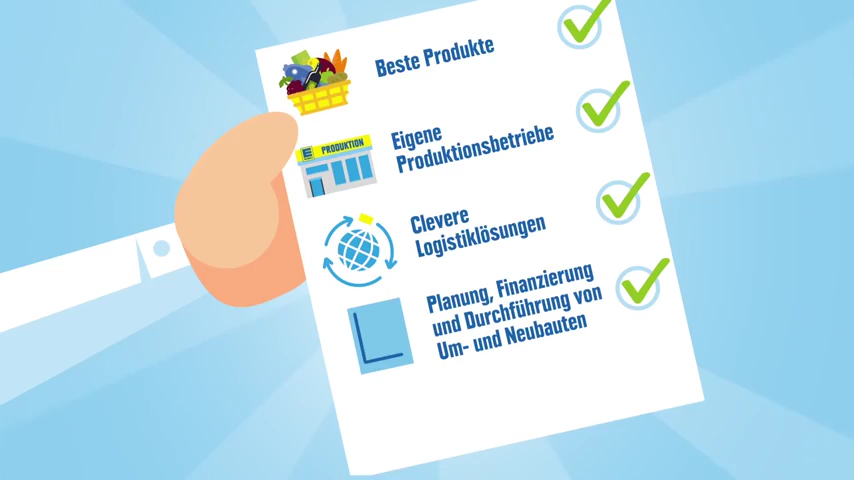 Beste Produkte
E PRODUKTION
Eigene
Produktionsbetriebe
Clevere
Logistiklösungen
Planung, Finanzierung
und Durchführung von
Um- und Neubauten